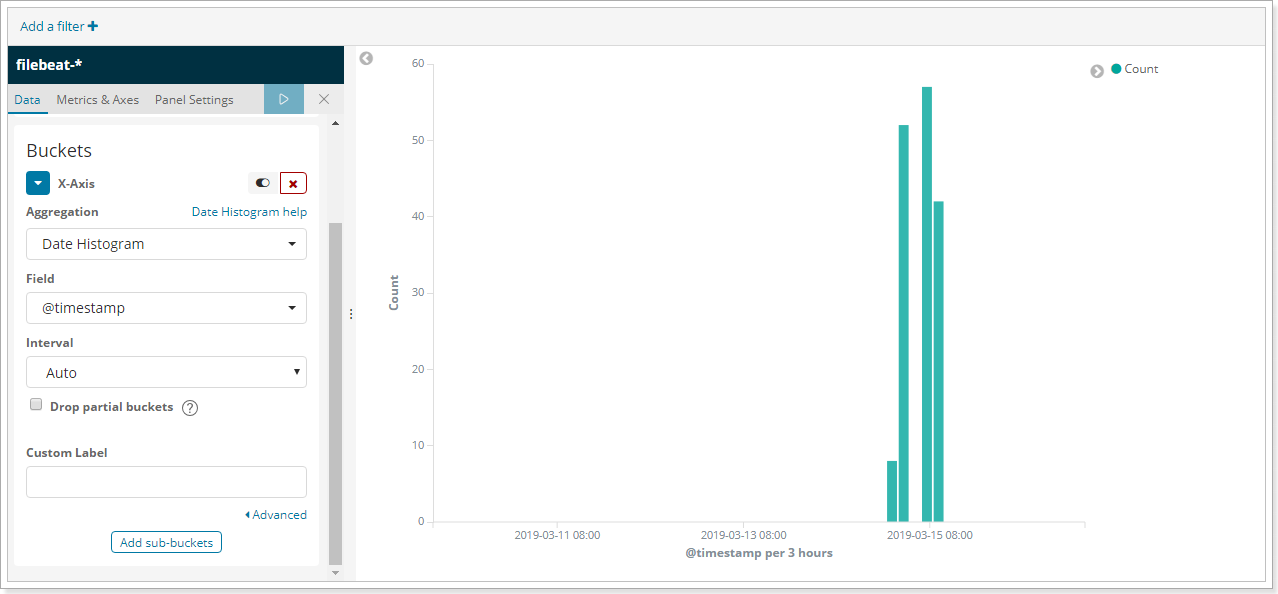 Add a filter +
filebeat-*
Data Metrics & Axes Panel Settings
Buckets
X-Axis
Aggregation Date Histogram help
Date Histogram
Field
@timestamp
Interval
Auto
Drop partial buckets ?
Custom Label
Advanced
Add sub-buckets
60
50
40
30
20
10
0
Count
2019-03-11 08:00 2019-03-13 08:00 2019-03-15 08:00
@timestamp per 3 hours
Count